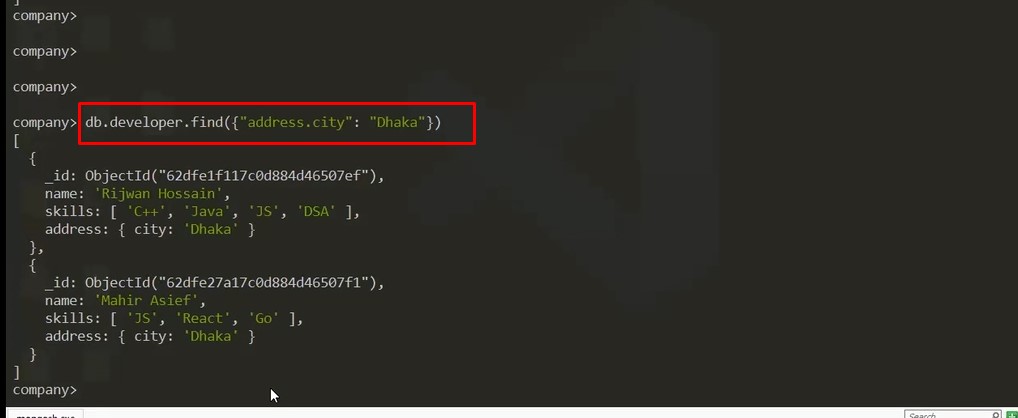 ]
company>
company>
company>
company> db.developer.find({"address.city": "Dhaka"})
[
{
_id: ObjectId("62dfe1f117c0d884d46507ef"),
name: 'Rijwan Hossain',
skills: [ 'C++', 'Java', 'JS', 'DSA' ],
address: { city: 'Dhaka' }
},
{
_id: ObjectId("62dfe27a17c0d884d46507f1"),
name: 'Mahir Asief',
skills: [ 'JS', 'React', 'Go' ],
address: { city: 'Dhaka' }
}
]
company>
Search